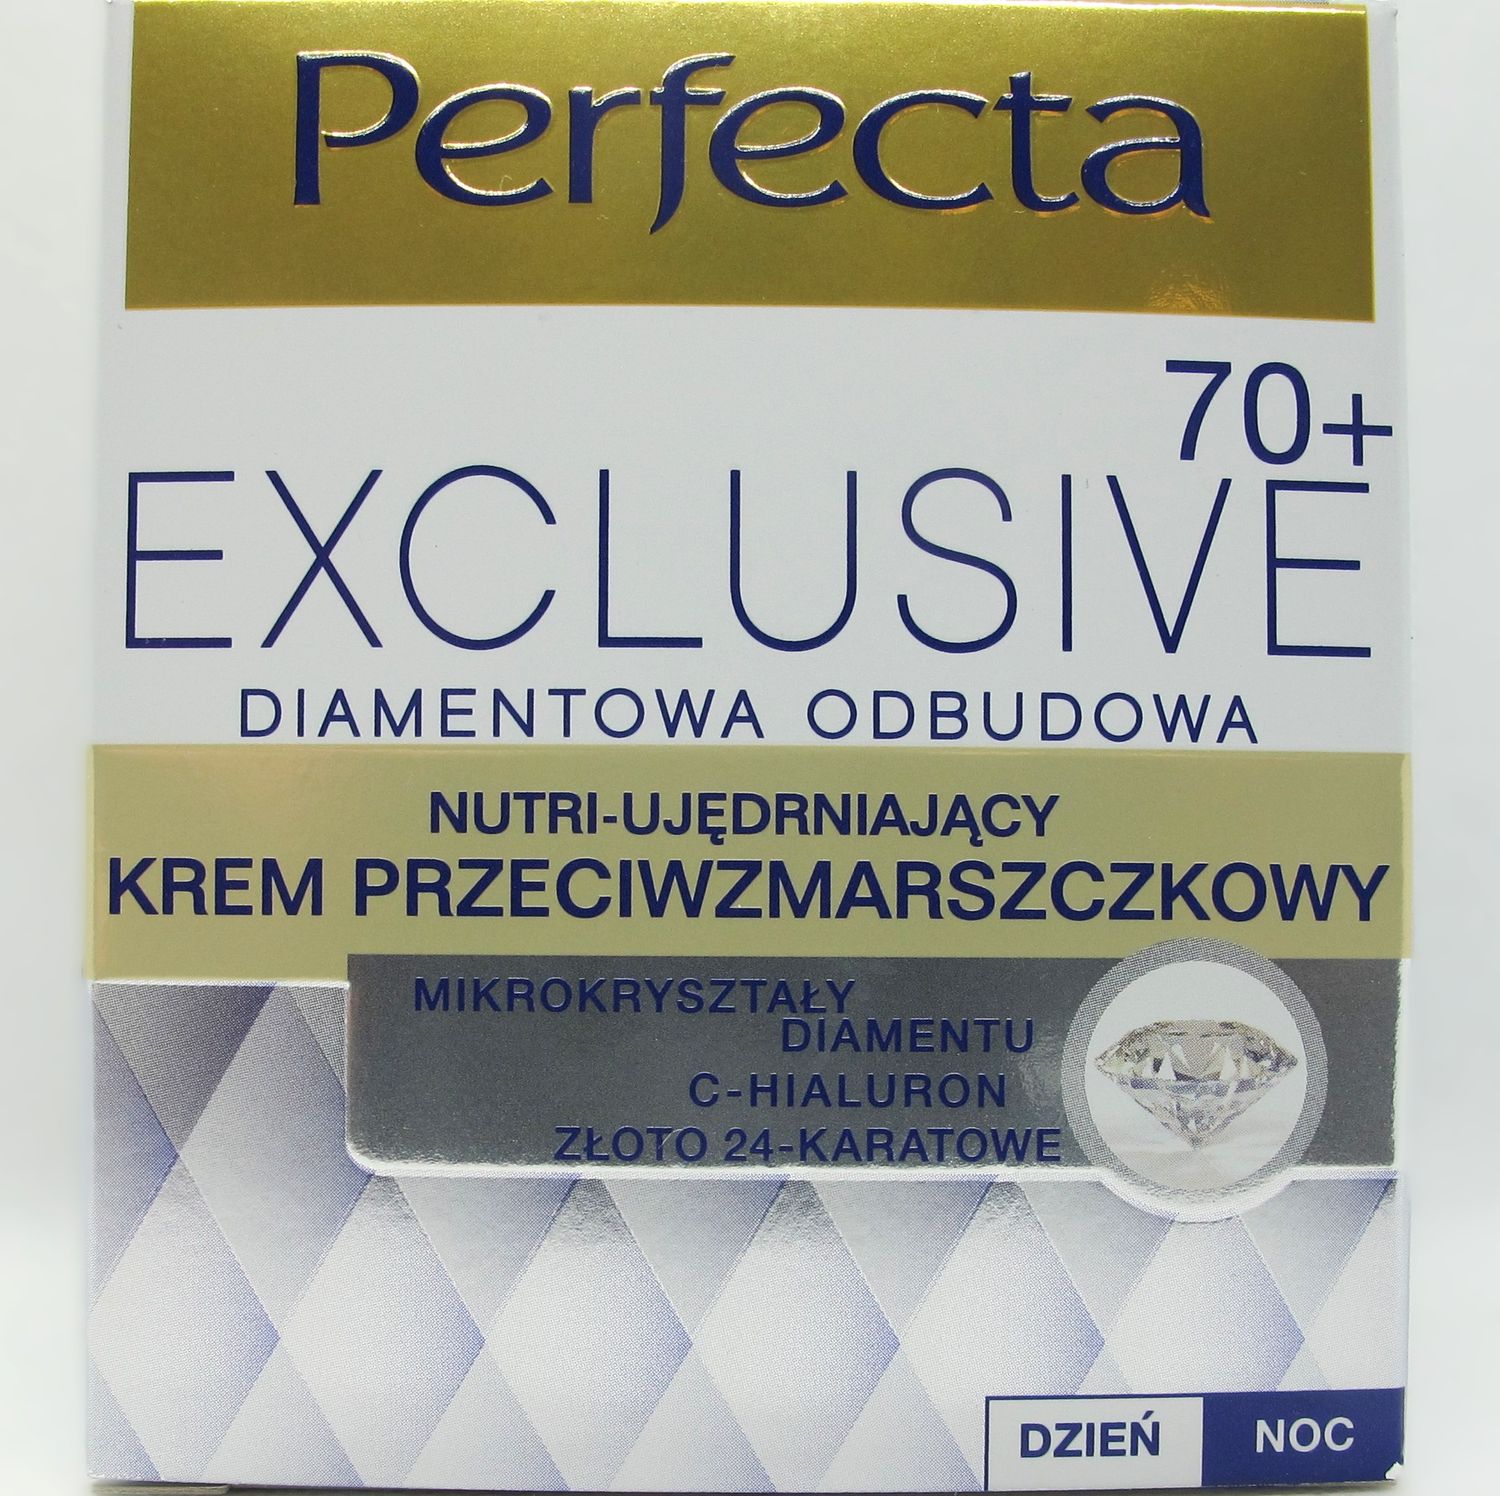 Perfecta
70+
EXCLUSIVE
DIAMENTOWA ODBUDOWA
NUTRI-UJĘDRNIAJĄCY
KREM PRZECIWZMARSZCZKOWY
MIKROKRYSZTAŁY
DIAMENTU
C-HIALURON
ZŁOTO 24-KARATOWE
DZIEŃ NOC